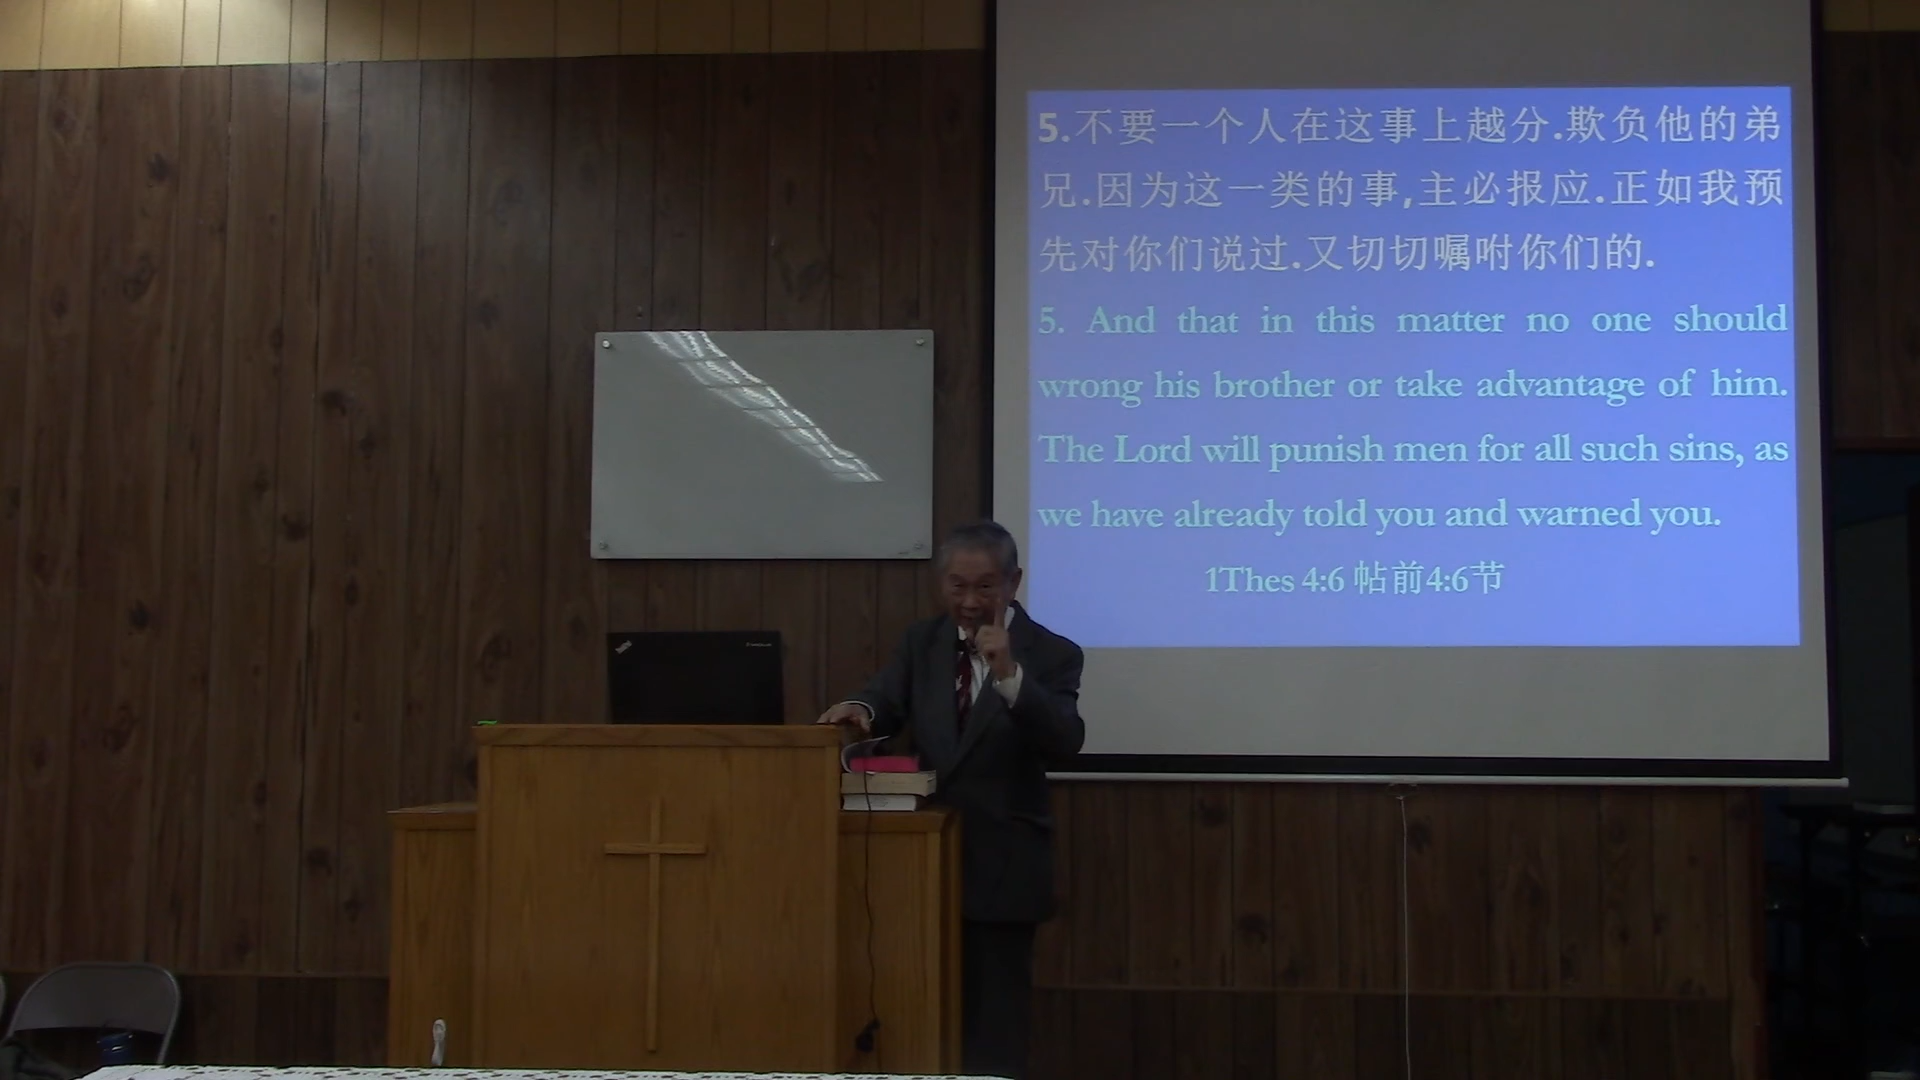 5.不要一个人在这事上越分.欺负他的弟
兄.因为这一类的事,主必报应.正如我预
先对你们说过.又切切嘱咐你们的.
5. And that in this matter no one should
wrong his brother or take advantage of him.
The Lord will punish men for all such sins, as
we have already told you and warned you.
1Thes 4:6 帖前4:6节